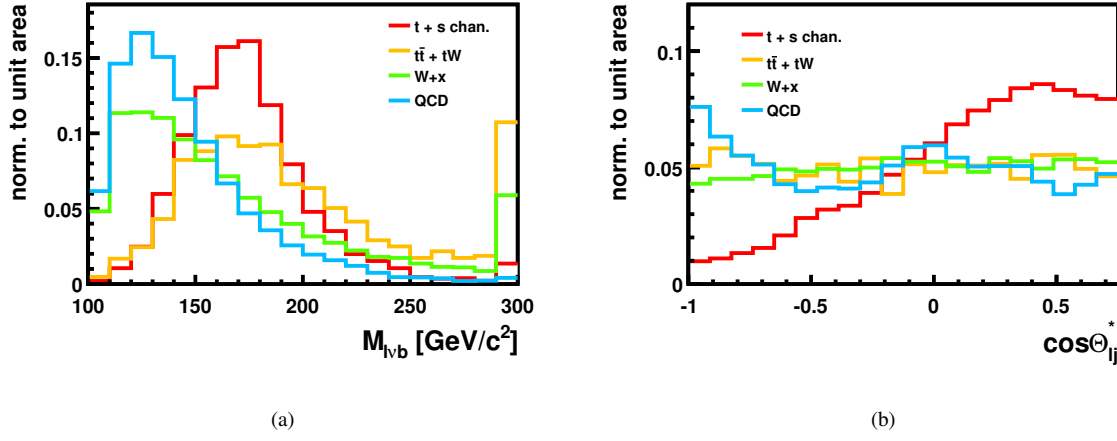 norm. to unit area
0.15
0.1
0.05
0
t + s chan.
tt̄ + tW
W+x
QCD
100 150 200 250 300
M_lνb [GeV/c²]
(a)
norm. to unit area
0.1
0.05
0
t + s chan.
tt̄ + tW
W+x
QCD
-1 -0.5 0 0.5
cosΘ*_lj
(b)